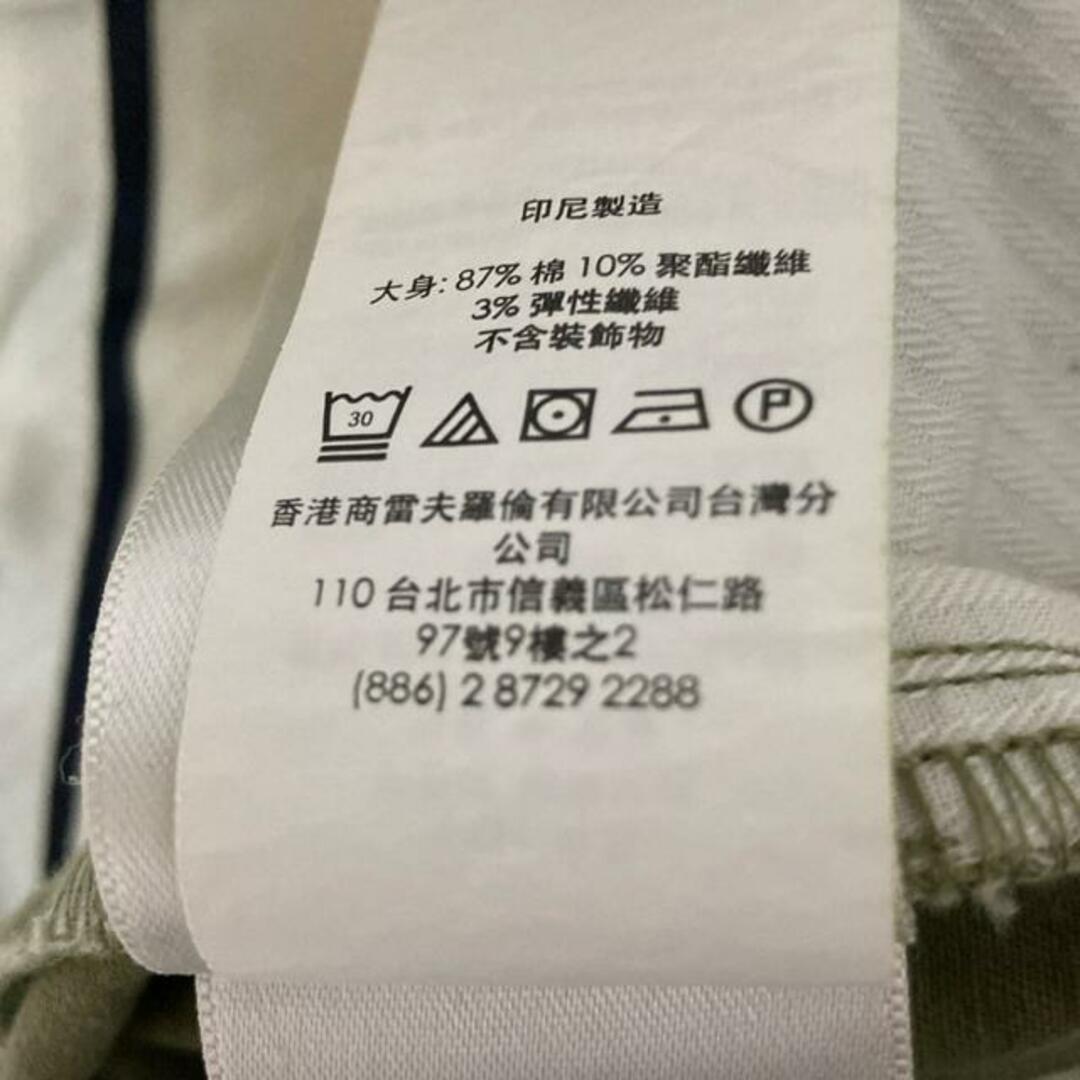 印尼製造
大身: 87% 棉 10% 聚酯纖維
3% 彈性纖維
不含裝飾物
30
P
香港商雷夫羅倫有限公司台灣分
公司
110 台北市信義區松仁路
97號9樓之2
(886) 2 8729 2288